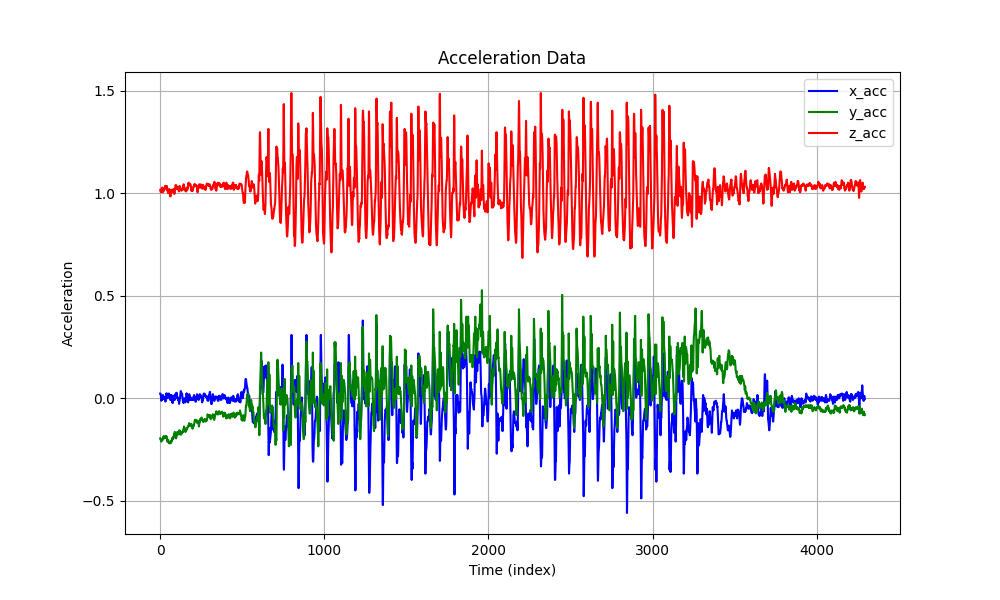 Acceleration Data
1.5
1.0
0.5
0.0
−0.5
Acceleration
x_acc
y_acc
z_acc
0 1000 2000 3000 4000
Time (index)